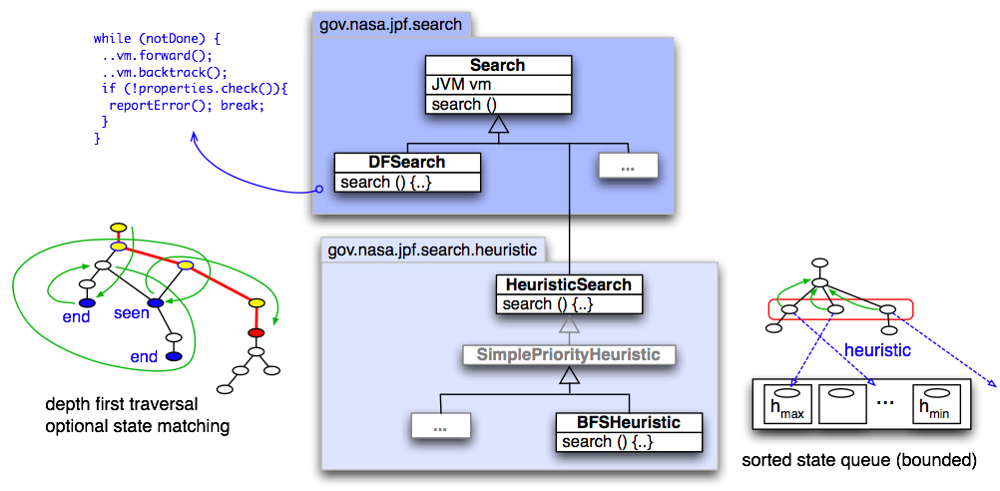 gov.nasa.jpf.search
while (notDone) {
..vm.forward();
..vm.backtrack();
if (!properties.check()){
reportError(); break;
}
}
Search
JVM vm
search ()
DFSearch
search () {..}
...
gov.nasa.jpf.search.heuristic
HeuristicSearch
search () {..}
SimplePriorityHeuristic
...
BFSHeuristic
search () {..}
end
seen
end
depth first traversal
optional state matching
heuristic
hmax
...
hmin
sorted state queue (bounded)